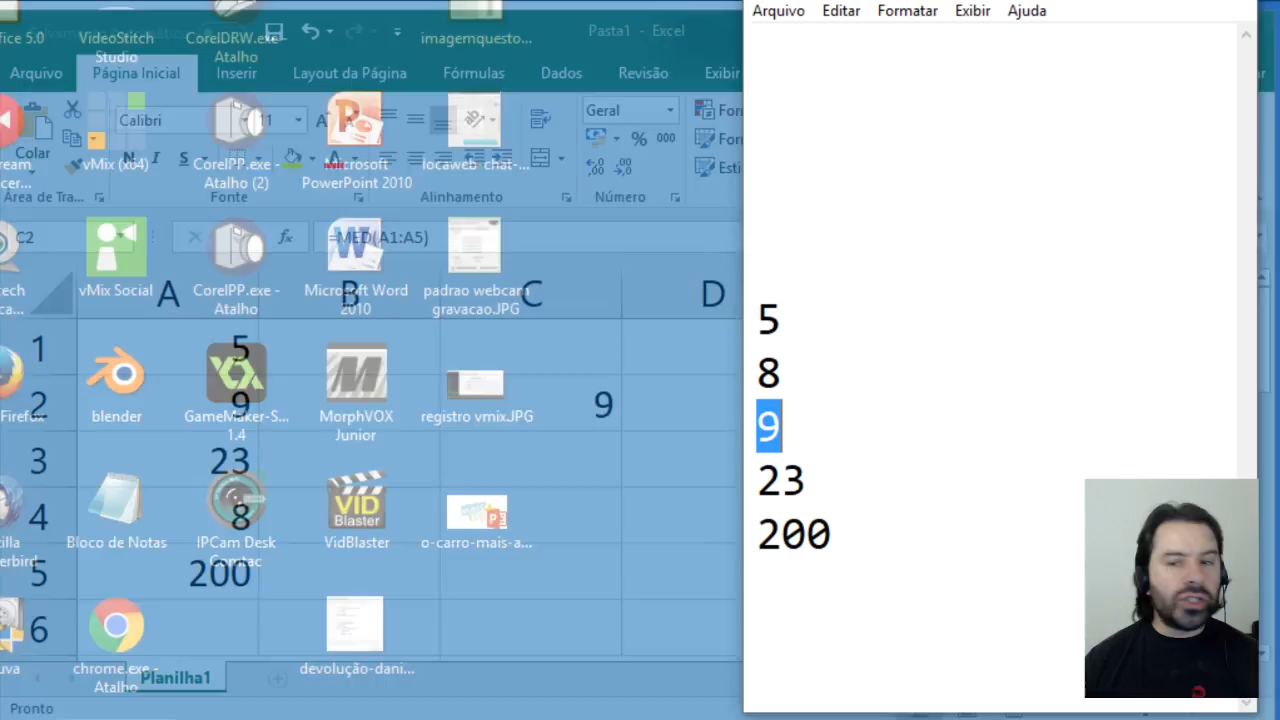 Arquivo Editar Formatar Exibir Ajuda
5
8
9
23
200
fice 5.0
VideoStitch
Studio
CorelDRW.exe -
Atalho
imagemquesto...
Pasta1 - Excel
Arquivo Página Inicial Inserir Layout da Página Fórmulas Dados Revisão Exibir
Calibri 11 Geral
Colar
N I S
% 000
Área de Tra... Fonte Alinhamento Número
vMix (x64)
CorelPP.exe -
Atalho (2)
Microsoft
PowerPoint 2010
locaweb-chat-...
C2 fx =MED(A1:A5)
vMix Social
CorelPP.exe -
Atalho
Microsoft Word
2010
padrao webcam
gravacao.JPG
A B C D
1 5
2 9 9
3 23
4 8
5 200
6
Firefox
blender
GameMaker-S...
1.4
MorphVOX
Junior
registro vmix.JPG
Bloco de Notas
IPCam Desk
Comtac
VID
Blaster
VidBlaster
o-carro-mais-a...
chrome.exe -
Atalho
devolução-dani...
Planilha1
Pronto